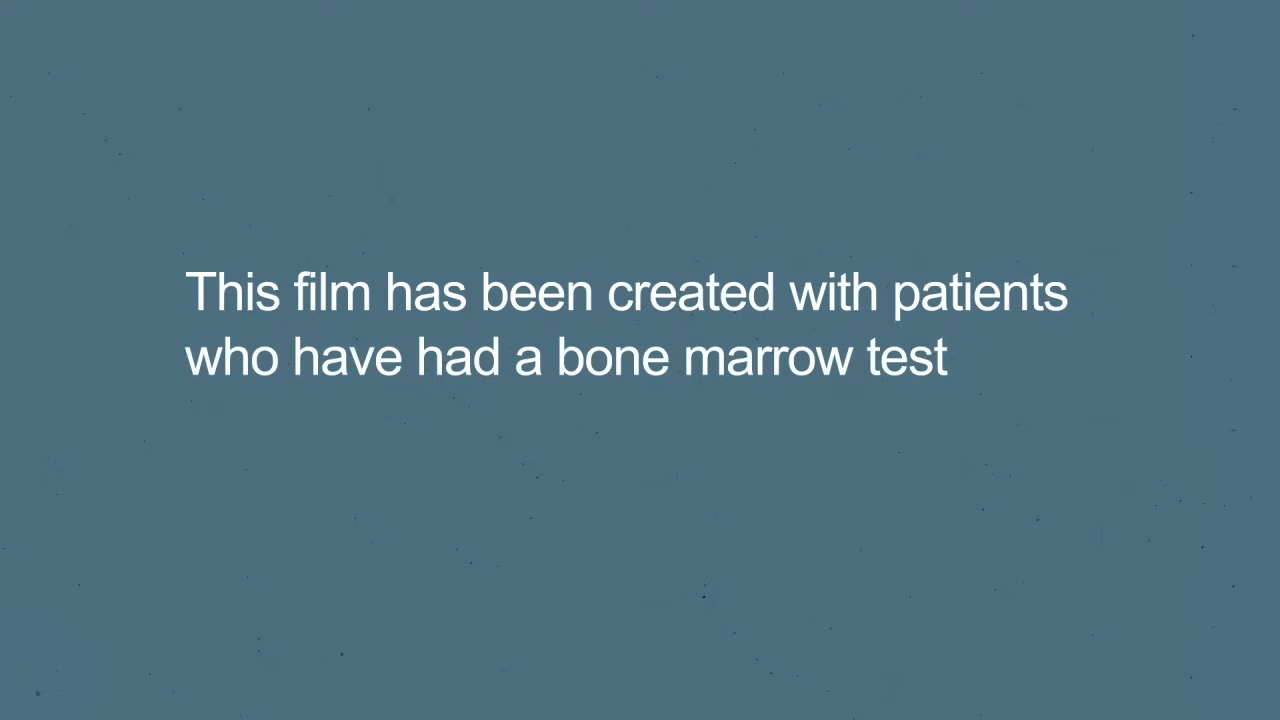 This film has been created with patients
who have had a bone marrow test